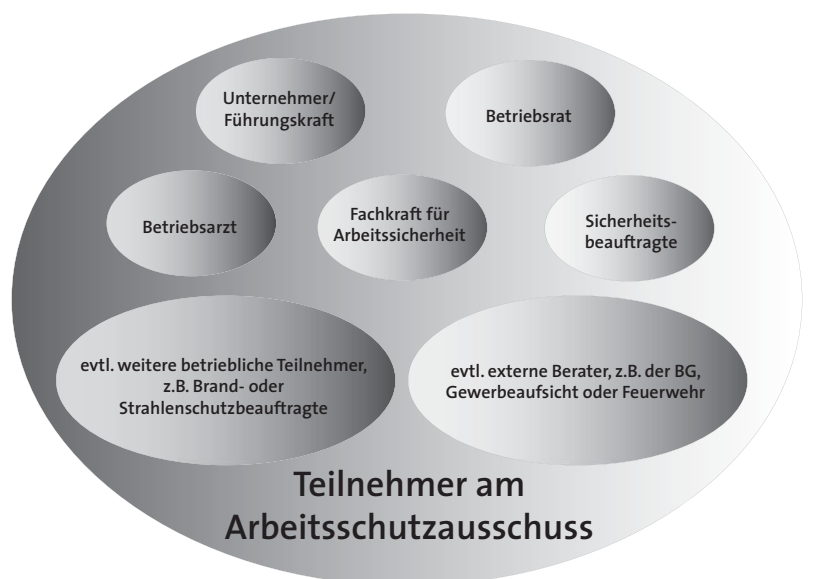 Unternehmer/
Führungskraft
Betriebsrat
Betriebsarzt
Fachkraft für
Arbeitssicherheit
Sicherheits-
beauftragte
evtl. weitere betriebliche Teilnehmer,
z.B. Brand- oder
Strahlenschutzbeauftragte
evtl. externe Berater, z.B. der BG,
Gewerbeaufsicht oder Feuerwehr
Teilnehmer am
Arbeitsschutzausschuss